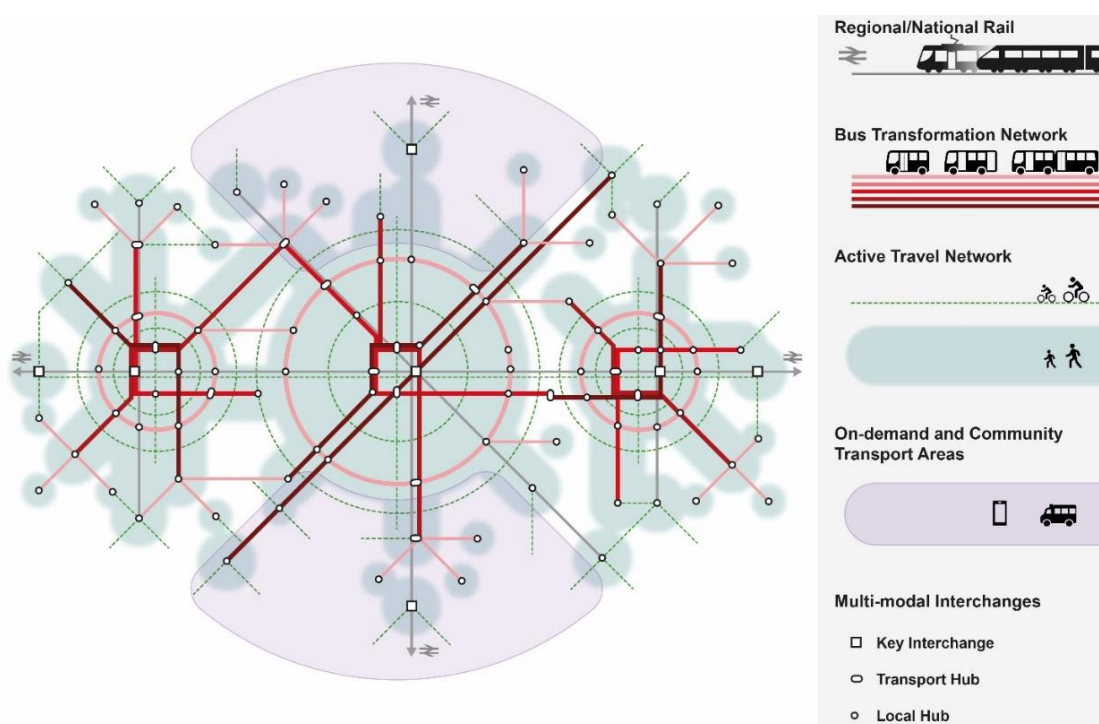 Regional/National Rail
Bus Transformation Network
Active Travel Network
On-demand and Community
Transport Areas
Multi-modal Interchanges
Key Interchange
Transport Hub
Local Hub